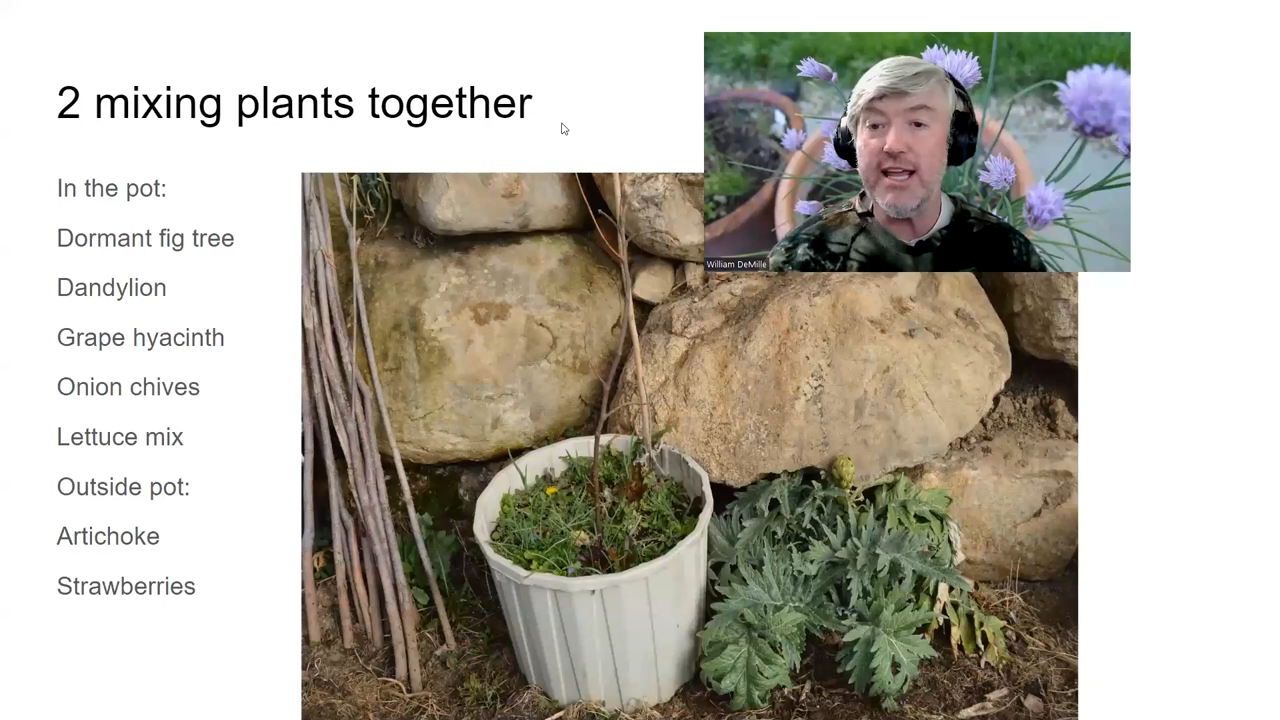 2 mixing plants together
In the pot:
Dormant fig tree
Dandylion
Grape hyacinth
Onion chives
Lettuce mix
Outside pot:
Artichoke
Strawberries
William DeMille